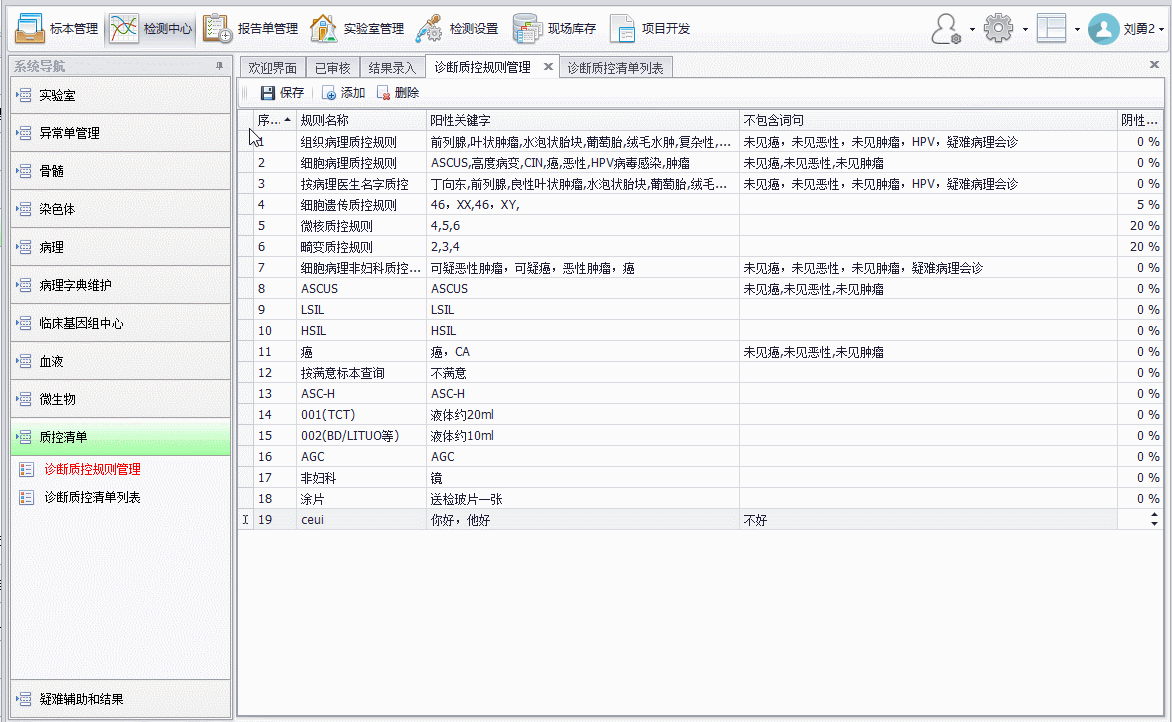 标本管理 检测中心 报告单管理 实验室管理 检测设置 现场库存 项目开发 刘勇2
系统导航
实验室
异常单管理
骨髓
染色体
病理
病理字典维护
临床基因组中心
血液
微生物
质控清单
诊断质控规则管理
诊断质控清单列表
疑难辅助和结果
欢迎界面 已审核 结果录入 诊断质控规则管理 诊断质控清单列表
保存 添加 删除
序... 规则名称 阳性关键字 不包含词句 阴性...
1 组织病理质控规则 前列腺,叶状肿瘤,水泡状胎块,葡萄胎,绒毛水肿,复杂性,... 未见癌，未见恶性，未见肿瘤，HPV，疑难病理会诊 0 %
2 细胞病理质控规则 ASCUS,高度病变,CIN,癌,恶性,HPV病毒感染,肿瘤 未见癌,未见恶性,未见肿瘤 0 %
3 按病理医生名字质控 丁向东,前列腺,良性叶状肿瘤,水泡状胎块,葡萄胎,绒毛... 未见癌，未见恶性，未见肿瘤，HPV，疑难病理会诊 0 %
4 细胞遗传质控规则 46，XX,46，XY, 5 %
5 微核质控规则 4,5,6 20 %
6 畸变质控规则 2,3,4 20 %
7 细胞病理非妇科质控... 可疑恶性肿瘤，可疑癌，恶性肿瘤，癌 未见癌，未见恶性，未见肿瘤，疑难病理会诊 0 %
8 ASCUS ASCUS 未见癌,未见恶性,未见肿瘤 0 %
9 LSIL LSIL 0 %
10 HSIL HSIL 0 %
11 癌 癌，CA 未见癌,未见恶性,未见肿瘤 0 %
12 按满意标本查询 不满意 0 %
13 ASC-H ASC-H 0 %
14 001(TCT) 液体约20ml 0 %
15 002(BD/LITUO等) 液体约10ml 0 %
16 AGC AGC 0 %
17 非妇科 镜 0 %
18 涂片 送检玻片一张 0 %
19 ceui 你好，他好 不好